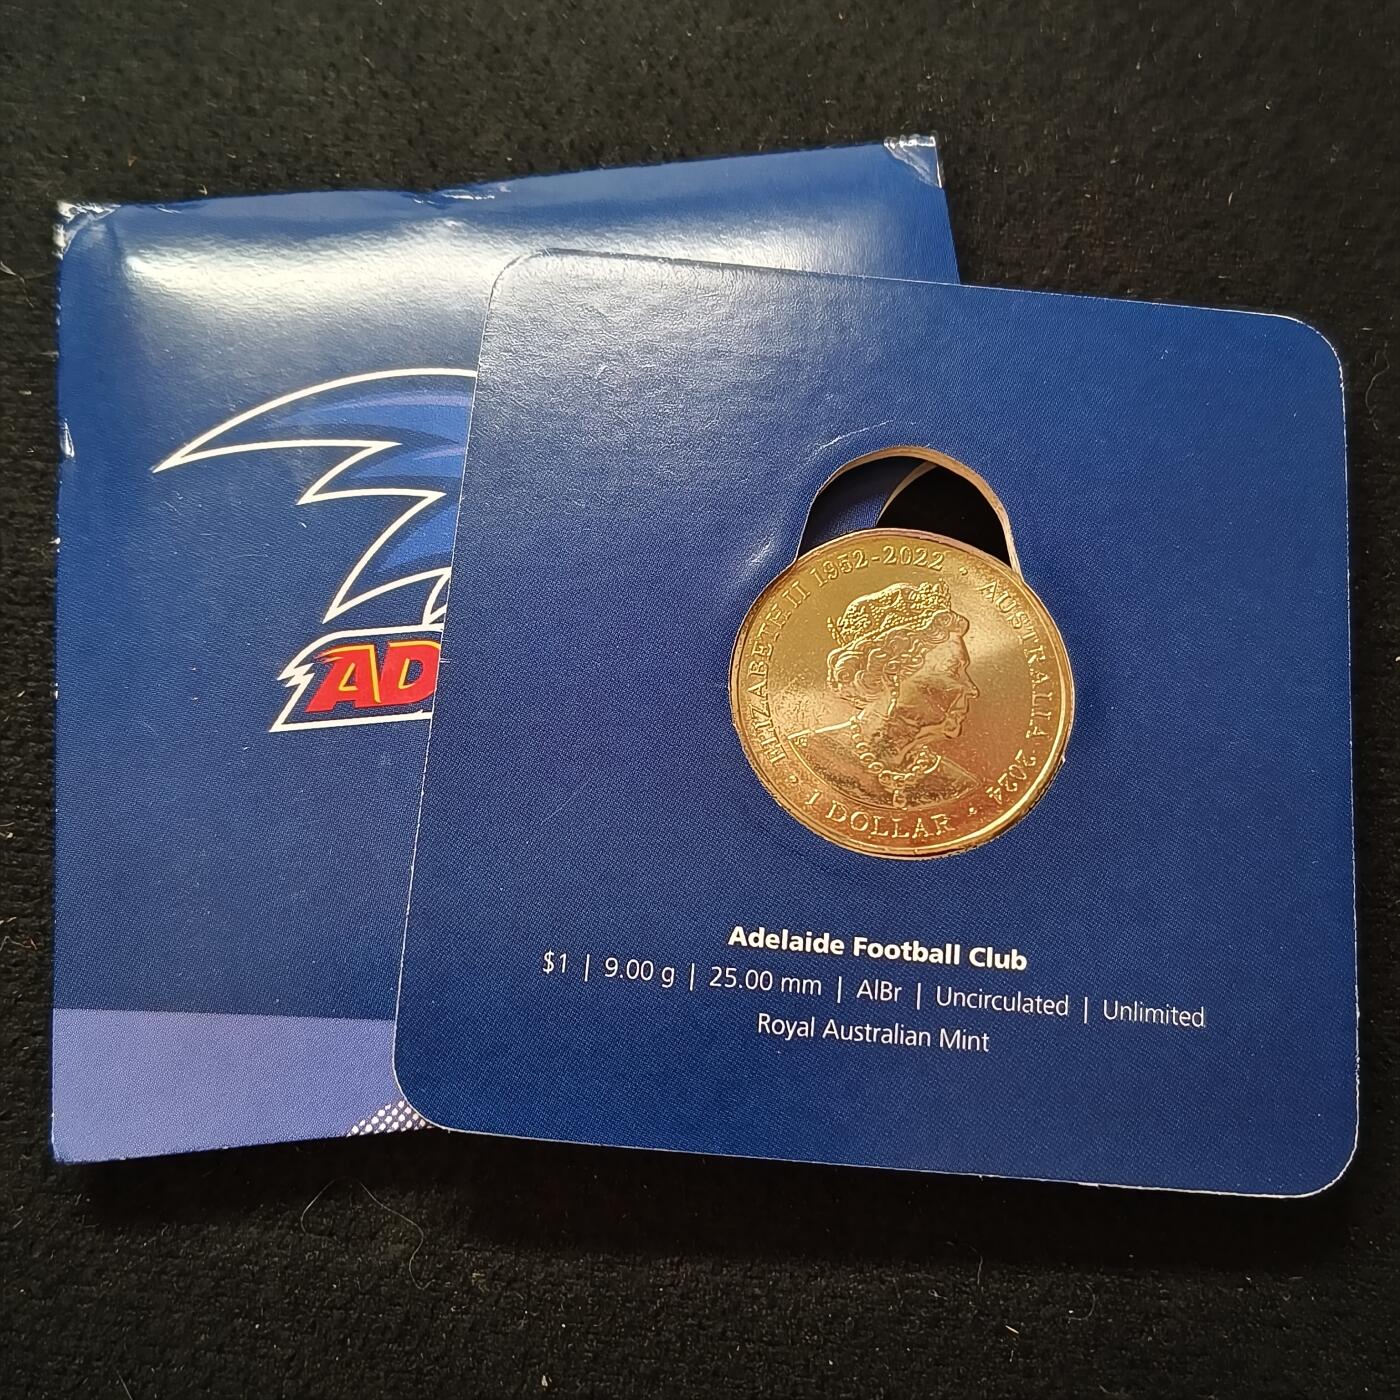 AD
ELIZABETH II 1952-2022 • AUSTRALIA 2024 •
1 DOLLAR •
Adelaide Football Club
$1 | 9.00 g | 25.00 mm | AlBr | Uncirculated | Unlimited
Royal Australian Mint